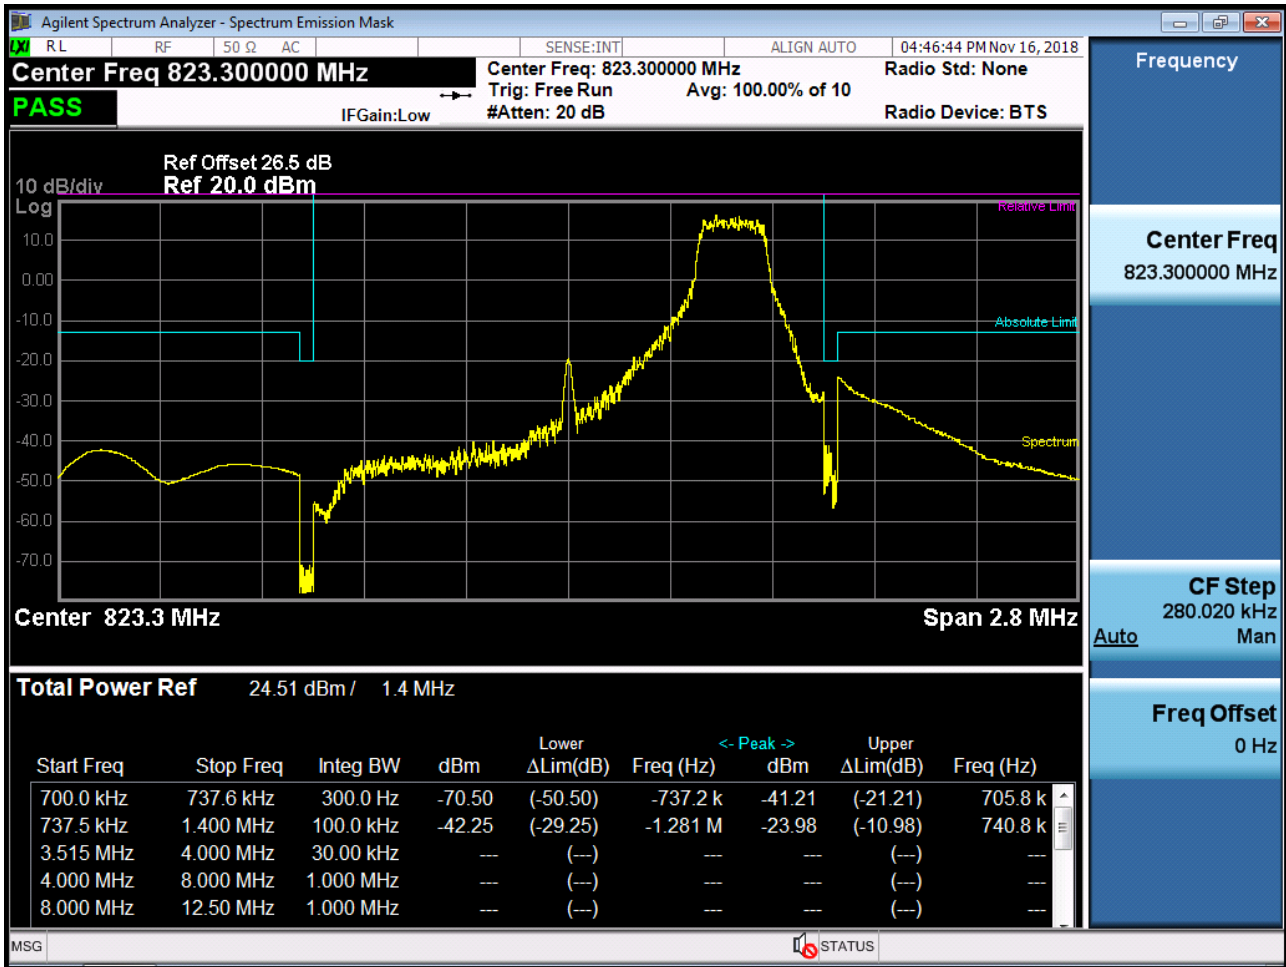 Agilent Spectrum Analyzer - Spectrum Emission Mask
LXI RL RF 50 Ω AC SENSE:INT ALIGN AUTO 04:46:44 PM Nov 16, 2018
Center Freq 823.300000 MHz
Center Freq: 823.300000 MHz Radio Std: None
Trig: Free Run Avg: 100.00% of 10
PASS IFGain:Low #Atten: 20 dB Radio Device: BTS
Ref Offset 26.5 dB
10 dB/div Ref 20.0 dBm
Log
Relative Limit
10.0
0.00
-10.0
Absolute Limit
-20.0
-30.0
-40.0
Spectrum
-50.0
-60.0
-70.0
Center 823.3 MHz Span 2.8 MHz
Total Power Ref 24.51 dBm / 1.4 MHz
Lower <- Peak -> Upper
Start Freq Stop Freq Integ BW dBm ΔLim(dB) Freq (Hz) dBm ΔLim(dB) Freq (Hz)
700.0 kHz 737.6 kHz 300.0 Hz -70.50 (-50.50) -737.2 k -41.21 (-21.21) 705.8 k
737.5 kHz 1.400 MHz 100.0 kHz -42.25 (-29.25) -1.281 M -23.98 (-10.98) 740.8 k
3.515 MHz 4.000 MHz 30.00 kHz --- (---) --- --- (---) ---
4.000 MHz 8.000 MHz 1.000 MHz --- (---) --- --- (---) ---
8.000 MHz 12.50 MHz 1.000 MHz --- (---) --- --- (---) ---
MSG STATUS
Frequency
Center Freq
823.300000 MHz
CF Step
280.020 kHz
Auto Man
Freq Offset
0 Hz